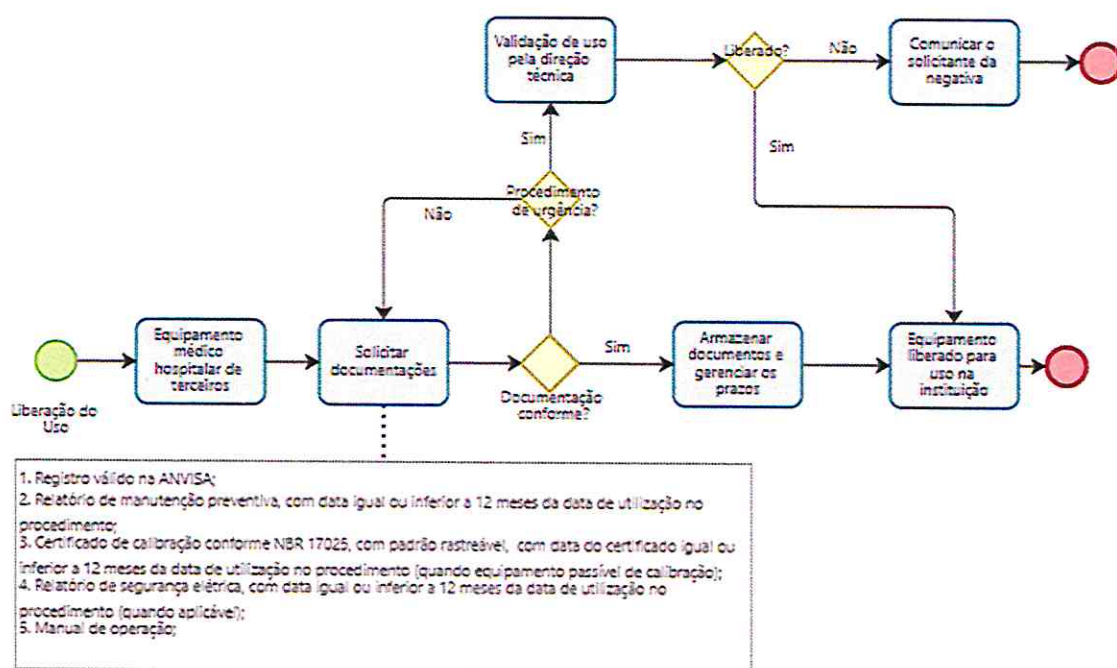 Validação de uso
pela direção
técnica
Liberado?
Não
Comunicar o
solicitante da
negativa
Sim
Sim
Procedimento
de urgência?
Não
Equipamento
médico
hospitalar de
terceiros
Solicitar
documentações
Sim
Armazenar
documentos e
gerenciar os
prazos
Equipamento
liberado para
uso na
instituição
Documentação
conforme?
Liberação do
Uso
1. Registro válido na ANVISA;
2. Relatório de manutenção preventiva, com data igual ou inferior a 12 meses da data de utilização no
procedimento;
3. Certificado de calibração conforme NBR 17025, com padrão rastreável, com data do certificado igual ou
inferior a 12 meses da data de utilização no procedimento (quando equipamento passível de calibração);
4. Relatório de segurança elétrica, com data igual ou inferior a 12 meses da data de utilização no
procedimento (quando aplicável);
5. Manual de operação;